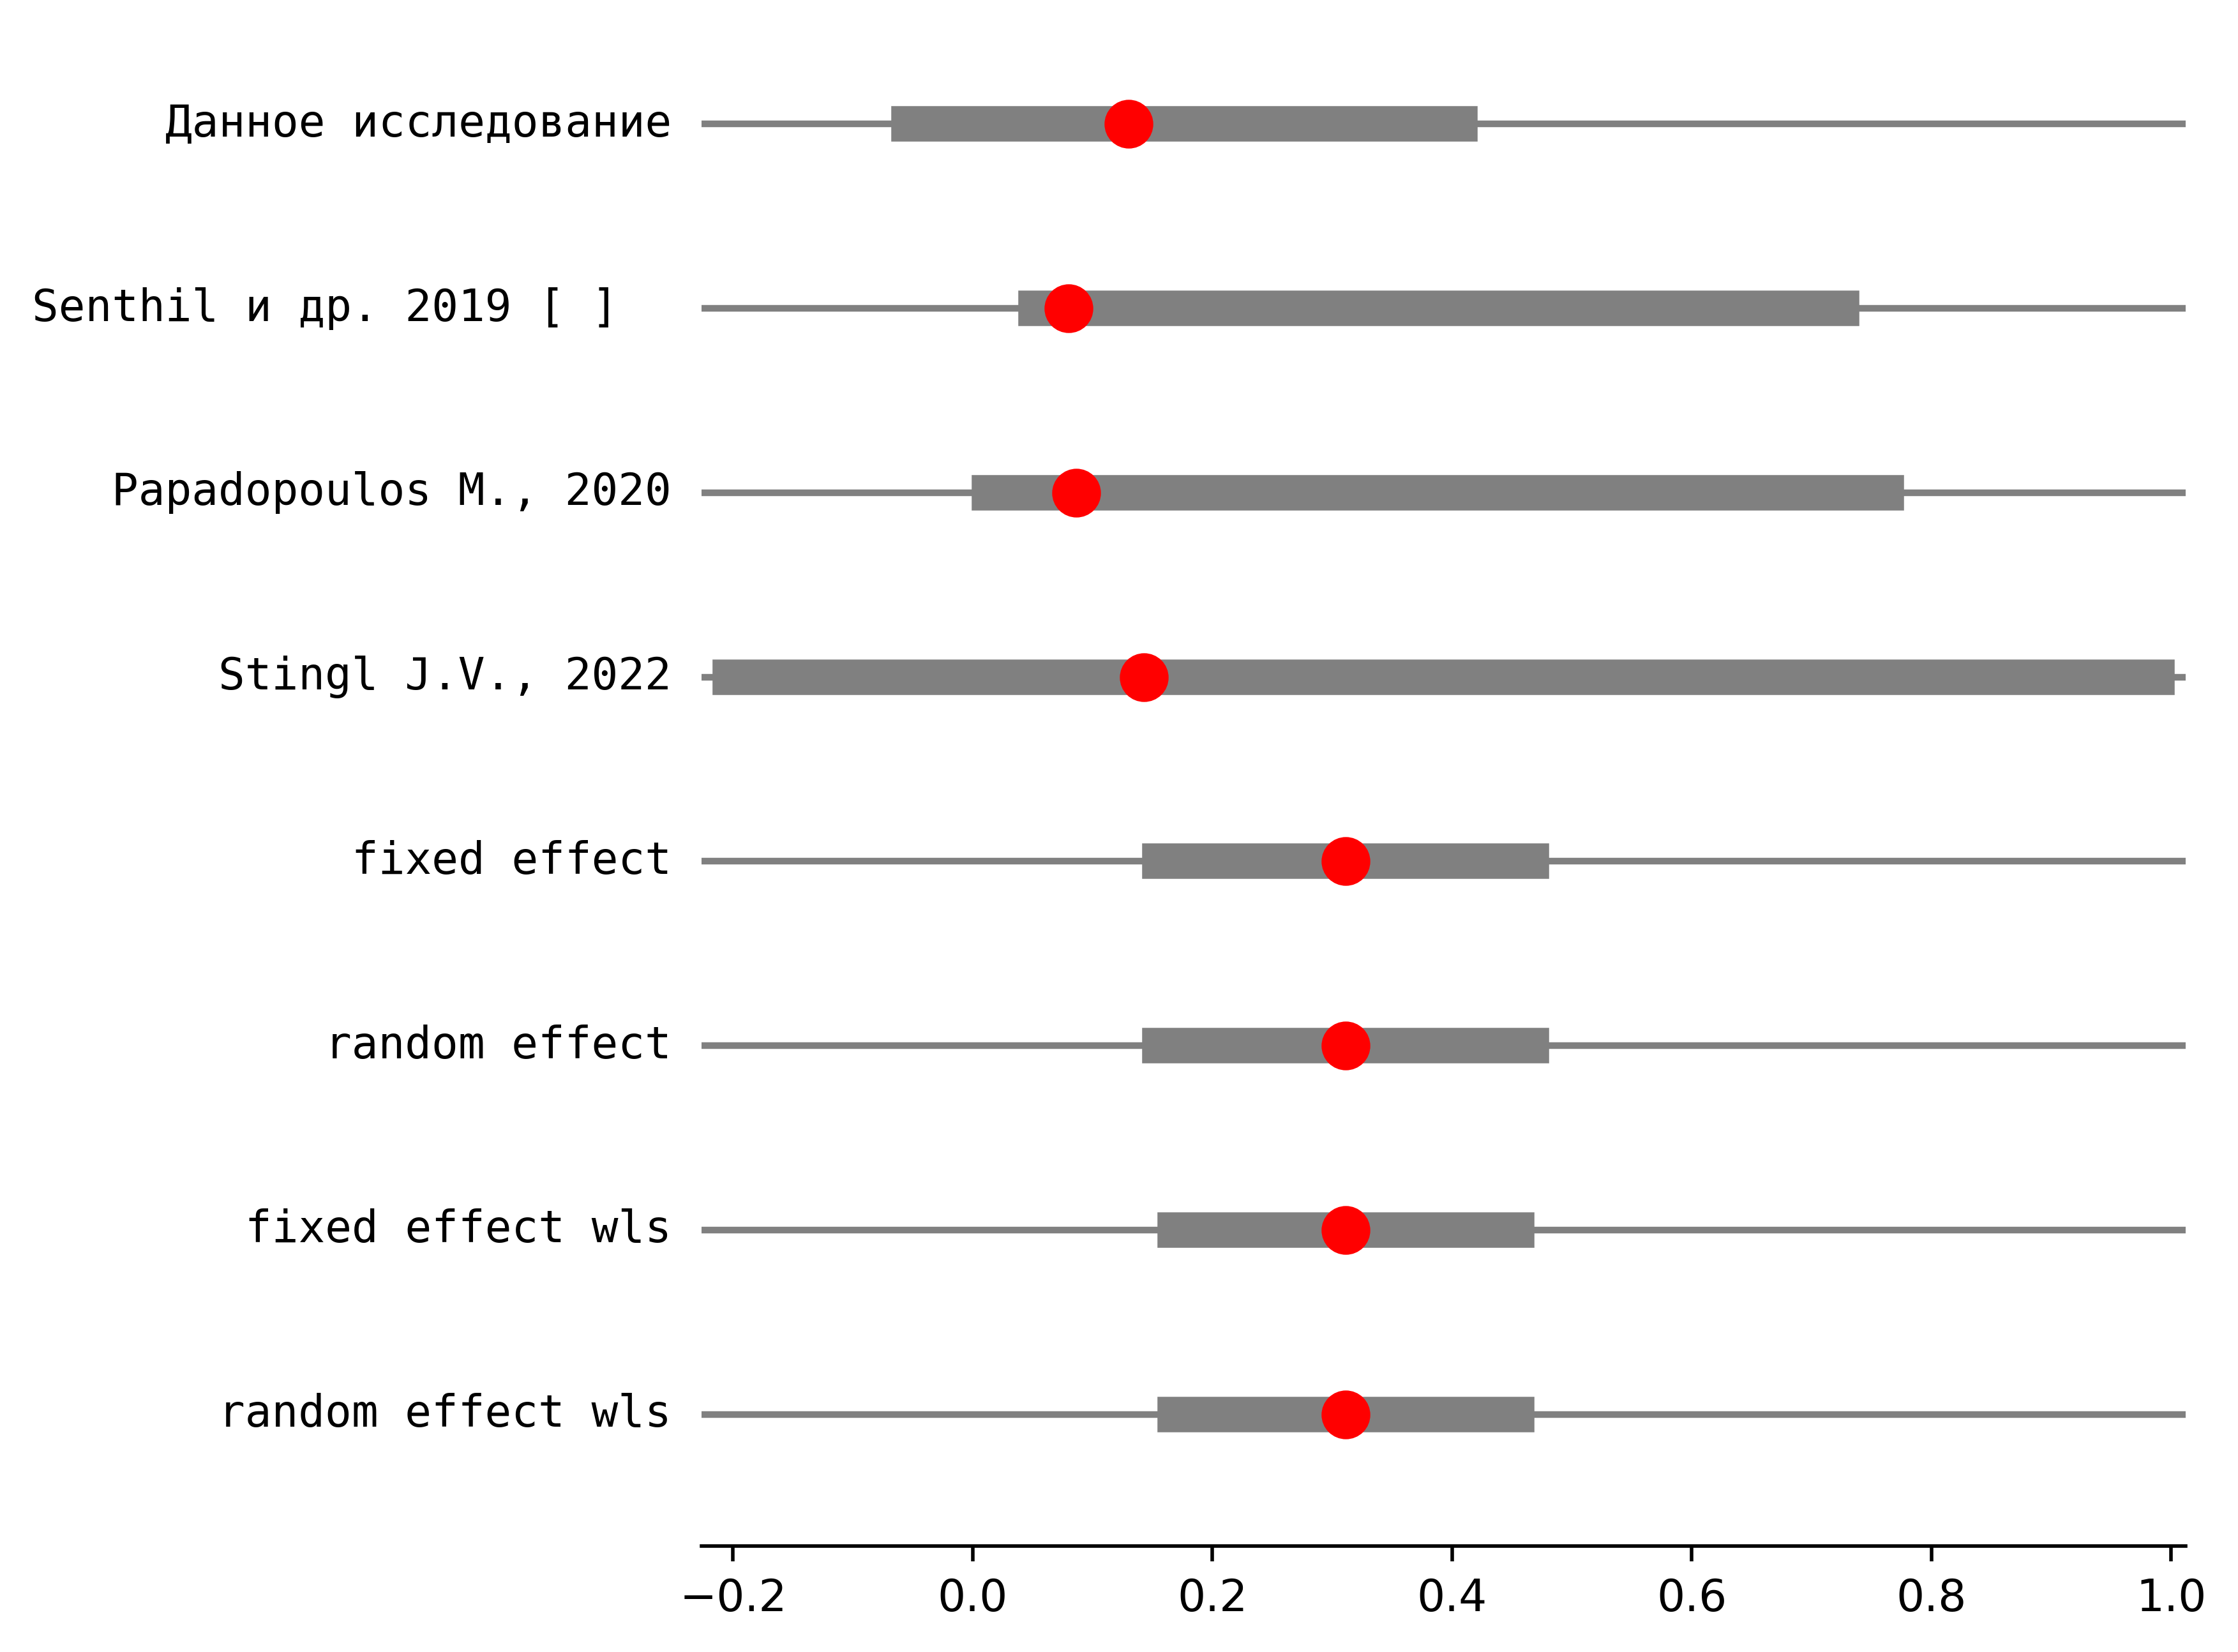 Данное исследование
Senthil и др. 2019 [ ]
Papadopoulos M., 2020
Stingl J.V., 2022
fixed effect
random effect
fixed effect wls
random effect wls
−0.2 0.0 0.2 0.4 0.6 0.8 1.0